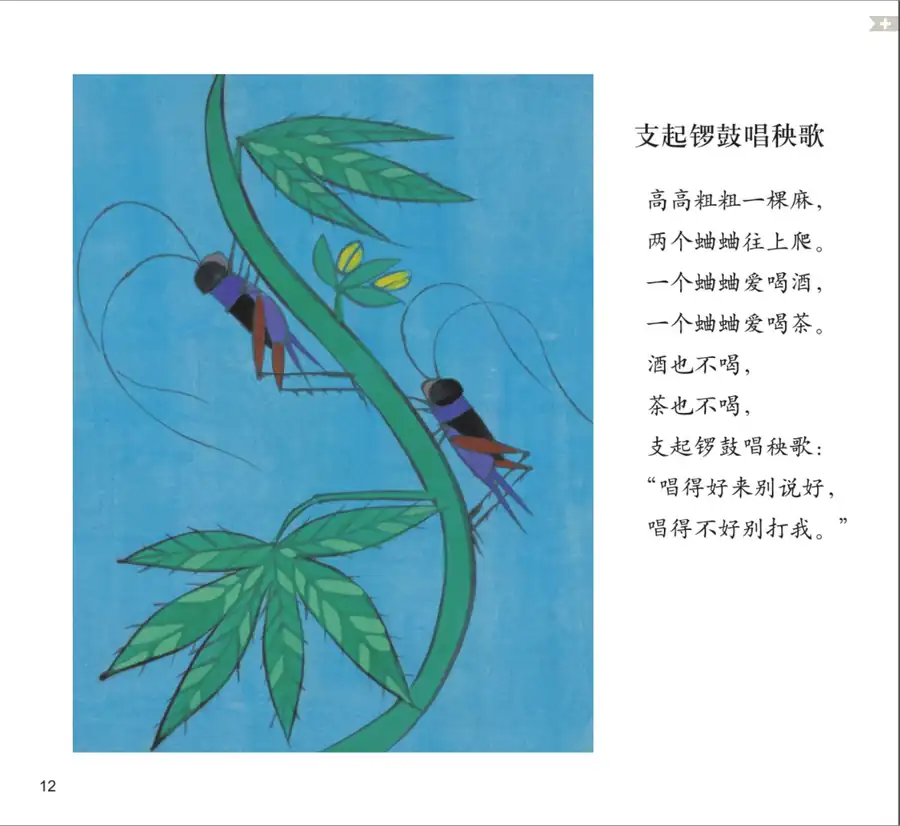 支起锣鼓唱秧歌
高高粗粗一棵麻，
两个蛐蛐往上爬。
一个蛐蛐爱喝酒，
一个蛐蛐爱喝茶。
酒也不喝，
茶也不喝，
支起锣鼓唱秧歌：
“唱得好来别说好，
唱得不好别打我。”
12